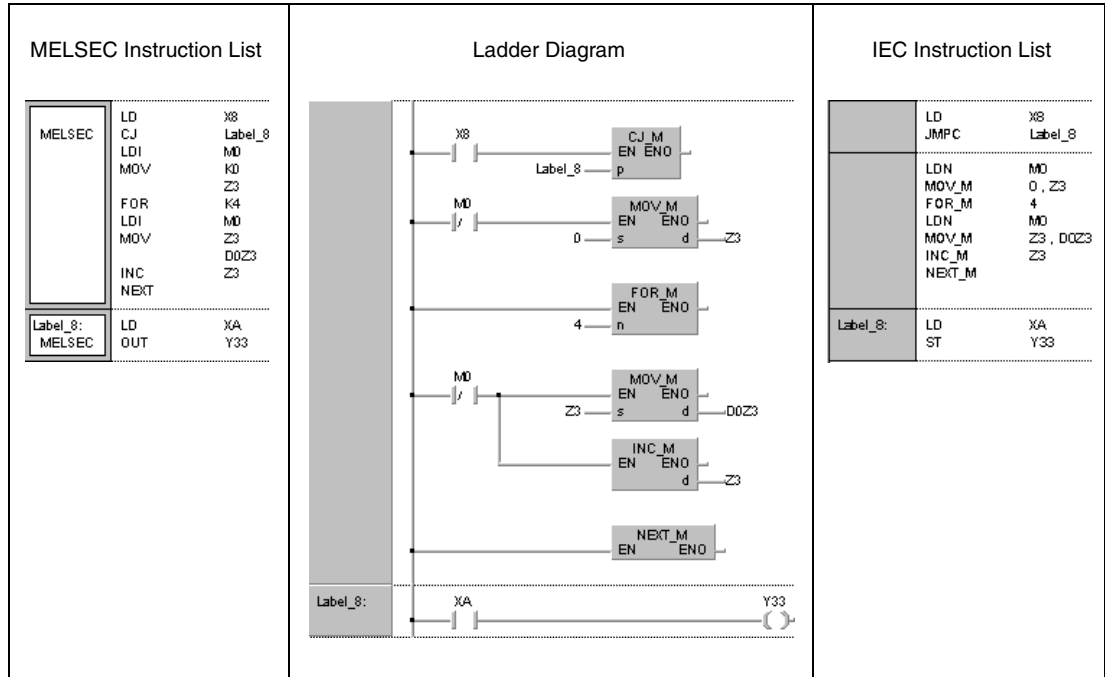 MELSEC Instruction List
MELSEC
LD X8
CJ Label_8
LDI M0
MOV K0
Z3
FOR K4
LDI M0
MOV Z3
D0Z3
INC Z3
NEXT
Label_8:
MELSEC
LD XA
OUT Y33
Ladder Diagram
X8
CJ_M
EN ENO
Label_8 p
M0
MOV_M
EN ENO
0 s d Z3
FOR_M
EN ENO
4 n
M0
MOV_M
EN ENO
Z3 s d D0Z3
INC_M
EN ENO
d Z3
NEXT_M
EN ENO
Label_8:
XA Y33
IEC Instruction List
LD X8
JMPC Label_8
LDN M0
MOV_M 0 , Z3
FOR_M 4
LDN M0
MOV_M Z3 , D0Z3
INC_M Z3
NEXT_M
Label_8: LD XA
ST Y33